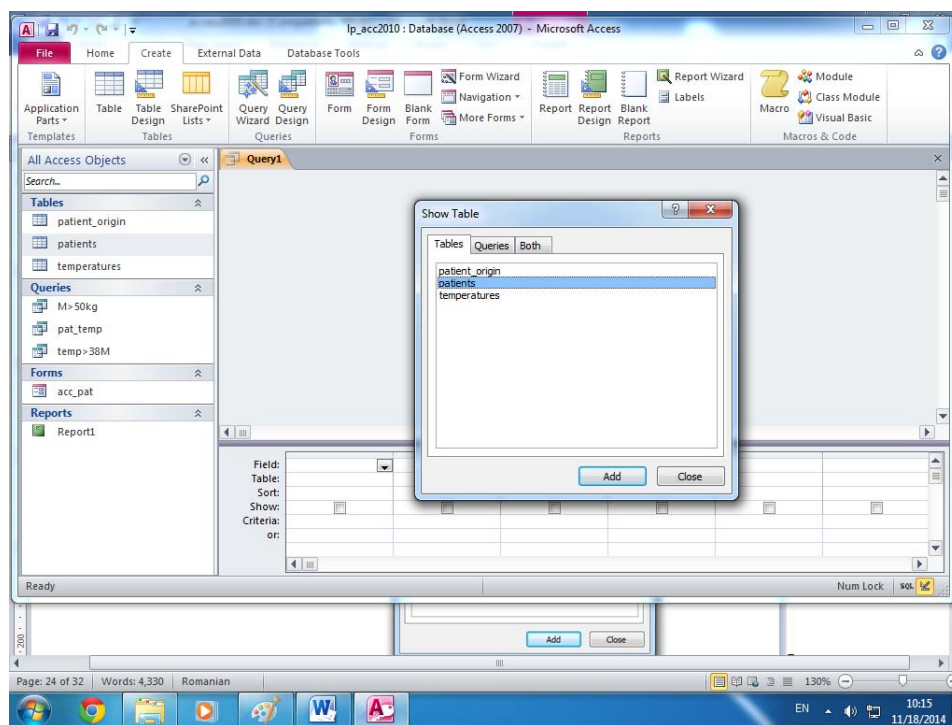 lp_acc2010 : Database (Access 2007) - Microsoft Access
File Home Create External Data Database Tools
Application Parts
Table
Table Design
SharePoint Lists
Query Wizard
Query Design
Form
Form Design
Blank Form
Form Wizard
Navigation
More Forms
Report
Report Design
Blank Report
Report Wizard
Labels
Macro
Module
Class Module
Visual Basic
Templates Tables Queries Forms Reports Macros & Code
All Access Objects
Search...
Tables
patient_origin
patients
temperatures
Queries
M>50kg
pat_temp
temp>38M
Forms
acc_pat
Reports
Report1
Query1
Show Table
Tables Queries Both
patient_origin
patients
temperatures
Add Close
Field:
Table:
Sort:
Show:
Criteria:
or:
Ready Num Lock SQL
Add Close
200
Page: 24 of 32 Words: 4,330 Romanian 130%
EN 10:15
11/18/2014